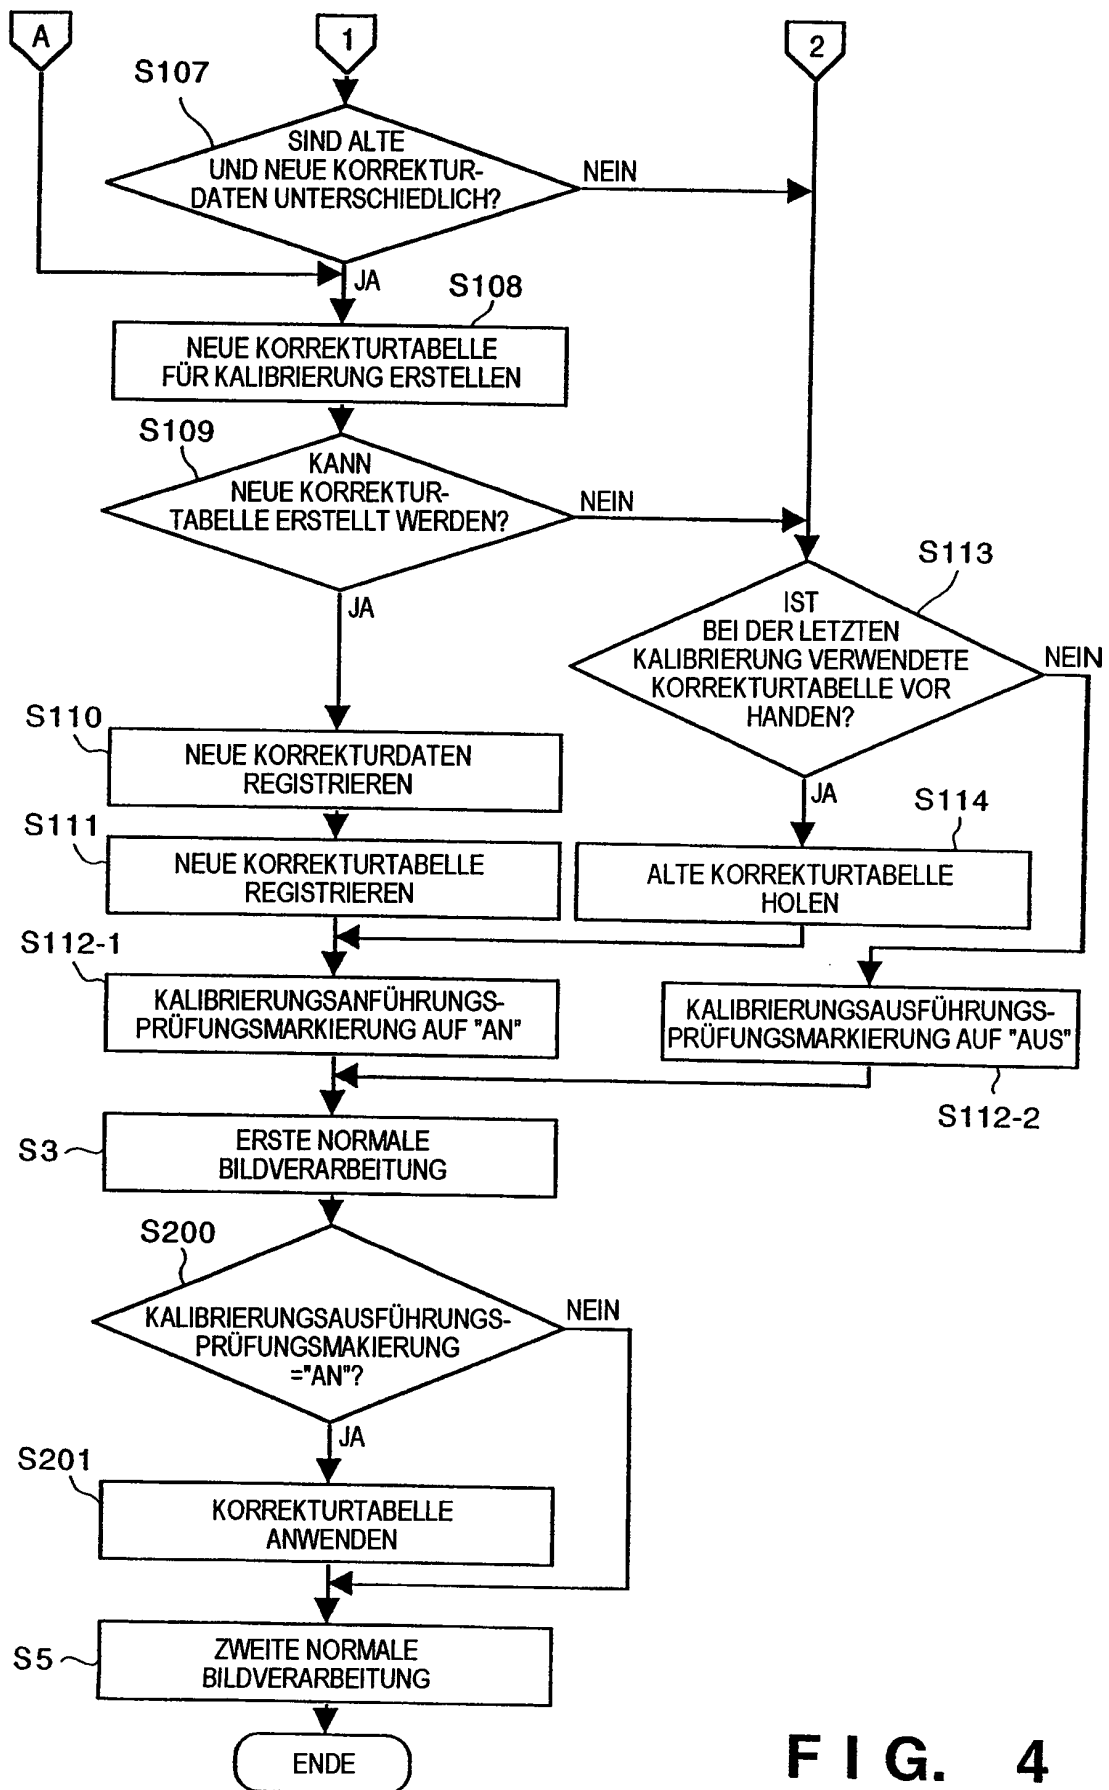 A
1
2
S107
SIND ALTE
UND NEUE KORREKTUR-
DATEN UNTERSCHIEDLICH?
NEIN
JA
S108
NEUE KORREKTURTABELLE
FÜR KALIBRIERUNG ERSTELLEN
S109
KANN
NEUE KORREKTUR-
TABELLE ERSTELLT WERDEN?
NEIN
JA
S113
IST
BEI DER LETZTEN
KALIBRIERUNG VERWENDETE
KORREKTURTABELLE VOR
HANDEN?
NEIN
JA
S110
NEUE KORREKTURDATEN
REGISTRIEREN
S111
NEUE KORREKTURTABELLE
REGISTRIEREN
S114
ALTE KORREKTURTABELLE
HOLEN
S112-1
KALIBRIERUNGSANFÜHRUNGS-
PRÜFUNGSMARKIERUNG AUF "AN"
KALIBRIERUNGSAUSFÜHRUNGS-
PRÜFUNGSMARKIERUNG AUF "AUS"
S112-2
S3
ERSTE NORMALE
BILDVERARBEITUNG
S200
KALIBRIERUNGSAUSFÜHRUNGS-
PRÜFUNGSMAKIERUNG
="AN"?
NEIN
JA
S201
KORREKTURTABELLE
ANWENDEN
S5
ZWEITE NORMALE
BILDVERARBEITUNG
ENDE
FIG. 4